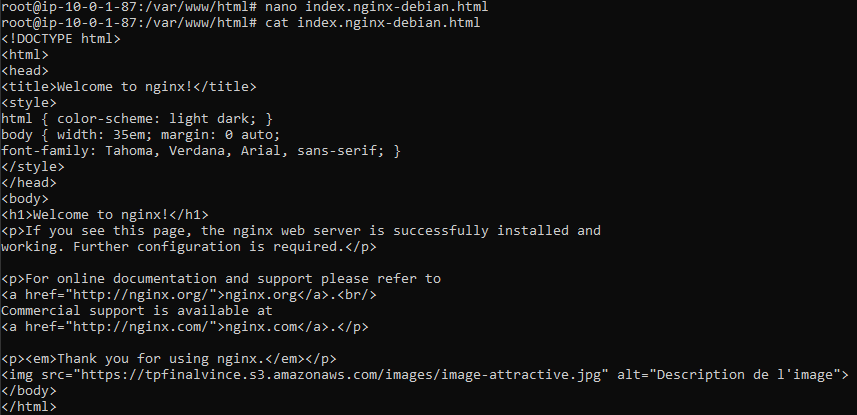 root@ip-10-0-1-87:/var/www/html# nano index.nginx-debian.html
root@ip-10-0-1-87:/var/www/html# cat index.nginx-debian.html
<!DOCTYPE html>
<html>
<head>
<title>Welcome to nginx!</title>
<style>
html { color-scheme: light dark; }
body { width: 35em; margin: 0 auto;
font-family: Tahoma, Verdana, Arial, sans-serif; }
</style>
</head>
<body>
<h1>Welcome to nginx!</h1>
<p>If you see this page, the nginx web server is successfully installed and
working. Further configuration is required.</p>

<p>For online documentation and support please refer to
<a href="http://nginx.org/">nginx.org</a>.<br/>
Commercial support is available at
<a href="http://nginx.com/">nginx.com</a>.</p>

<p><em>Thank you for using nginx.</em></p>
<img src="https://tpfinalvince.s3.amazonaws.com/images/image-attractive.jpg" alt="Description de l'image">
</body>
</html>